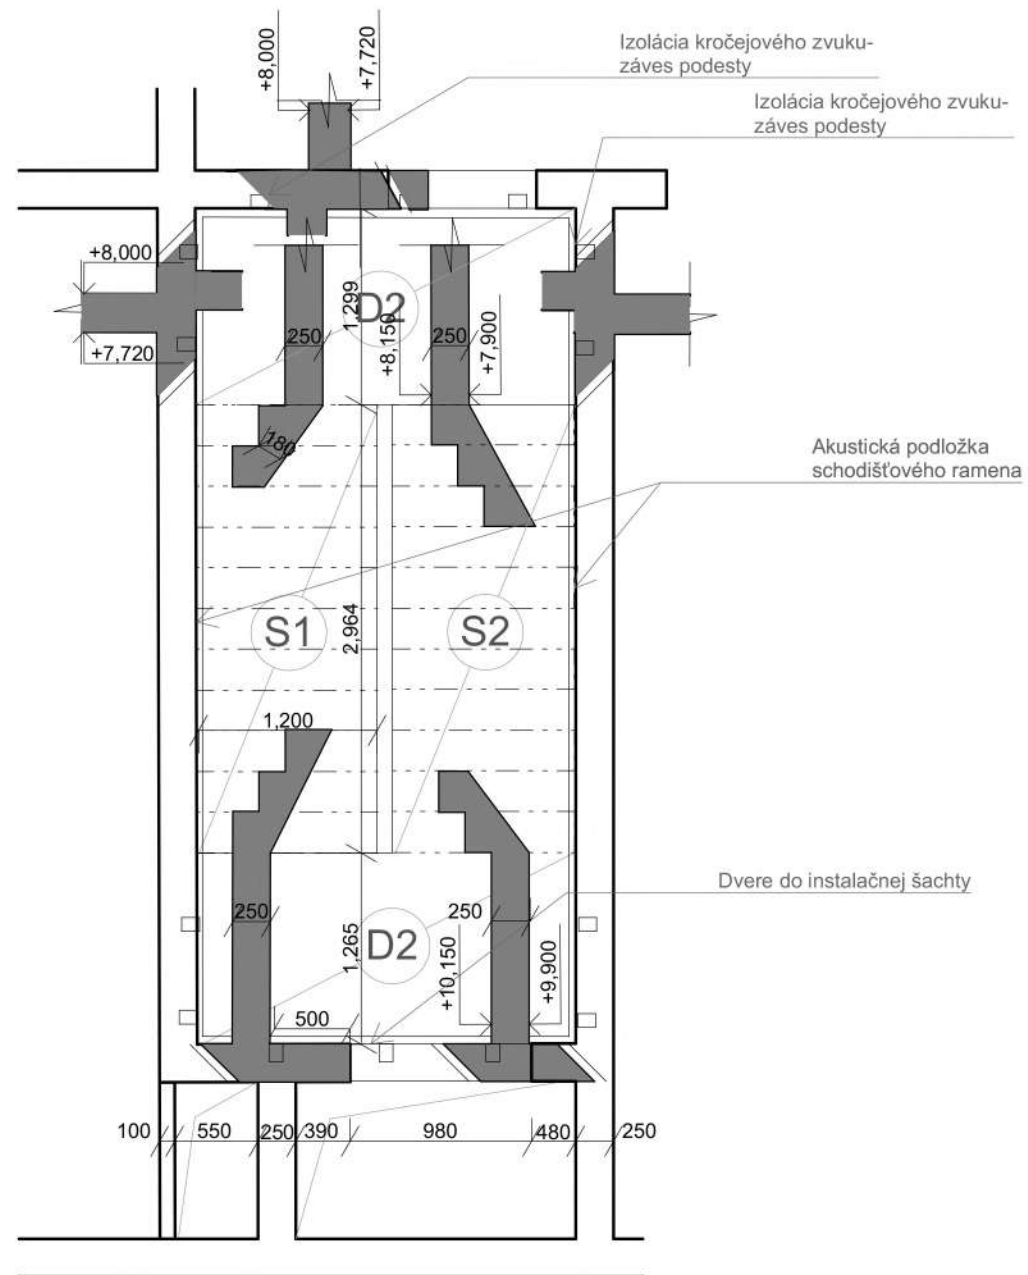 +8,000
+7,720
Izolácia kročejového zvuku-
záves podesty
Izolácia kročejového zvuku-
záves podesty
+8,000
+7,720
D2
1,299
250
+8,150
250
+7,900
180
Akustická podložka
schodišťového ramena
S1
2,964
S2
1,200
Dvere do instalačnej šachty
250
1,265
D2
250
+10,150
+9,900
500
100
550
250
390
980
480
250